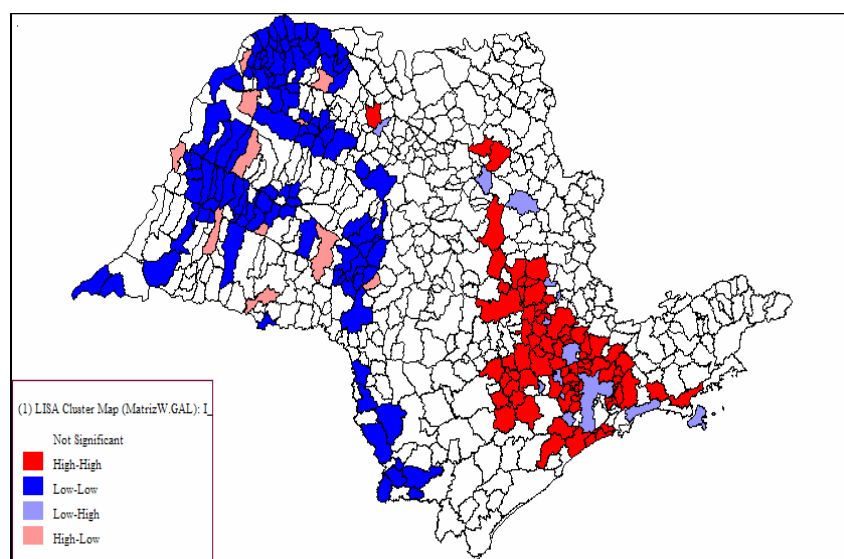 (1) LISA Cluster Map (MatrizW.GAL): I_
Not Significant
High-High
Low-Low
Low-High
High-Low